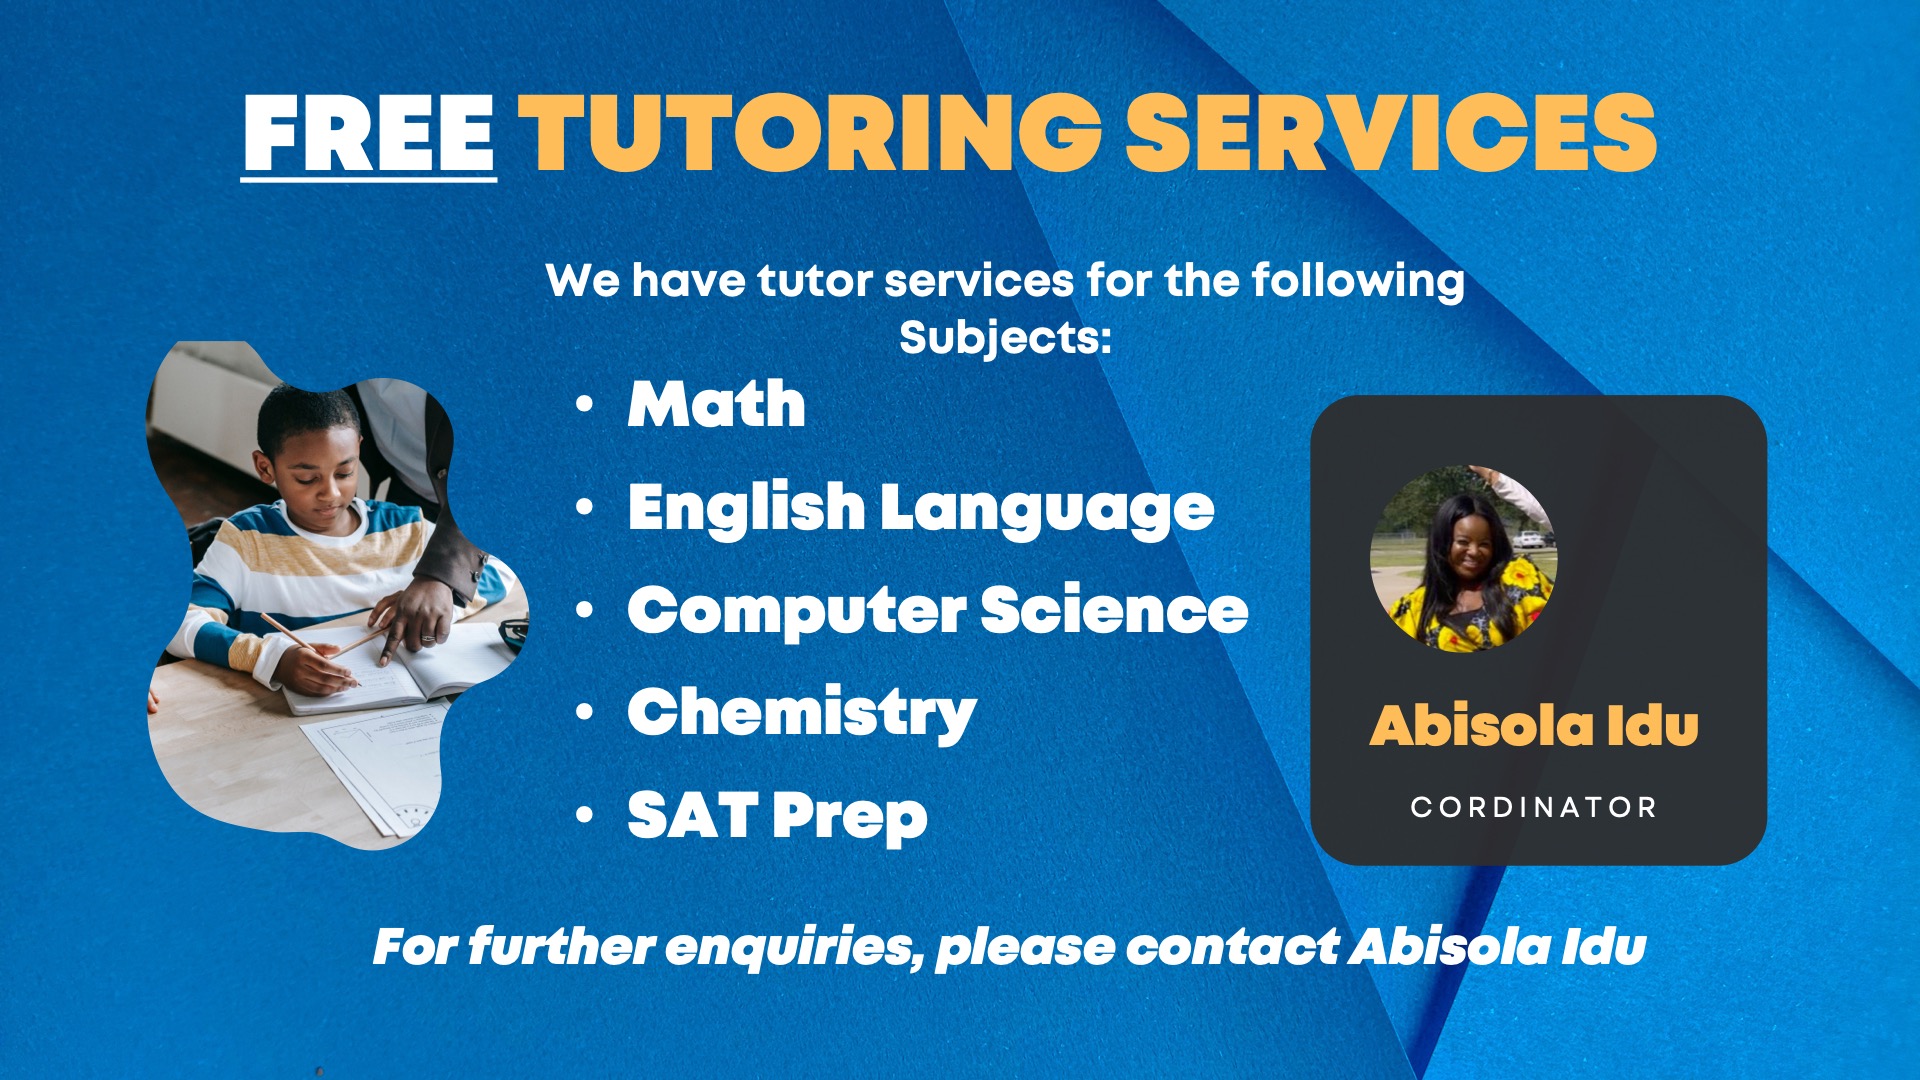 FREE TUTORING SERVICES
We have tutor services for the following
Subjects:
• Math
• English Language
• Computer Science
• Chemistry
• SAT Prep
Abisola Idu
CORDINATOR
For further enquiries, please contact Abisola Idu